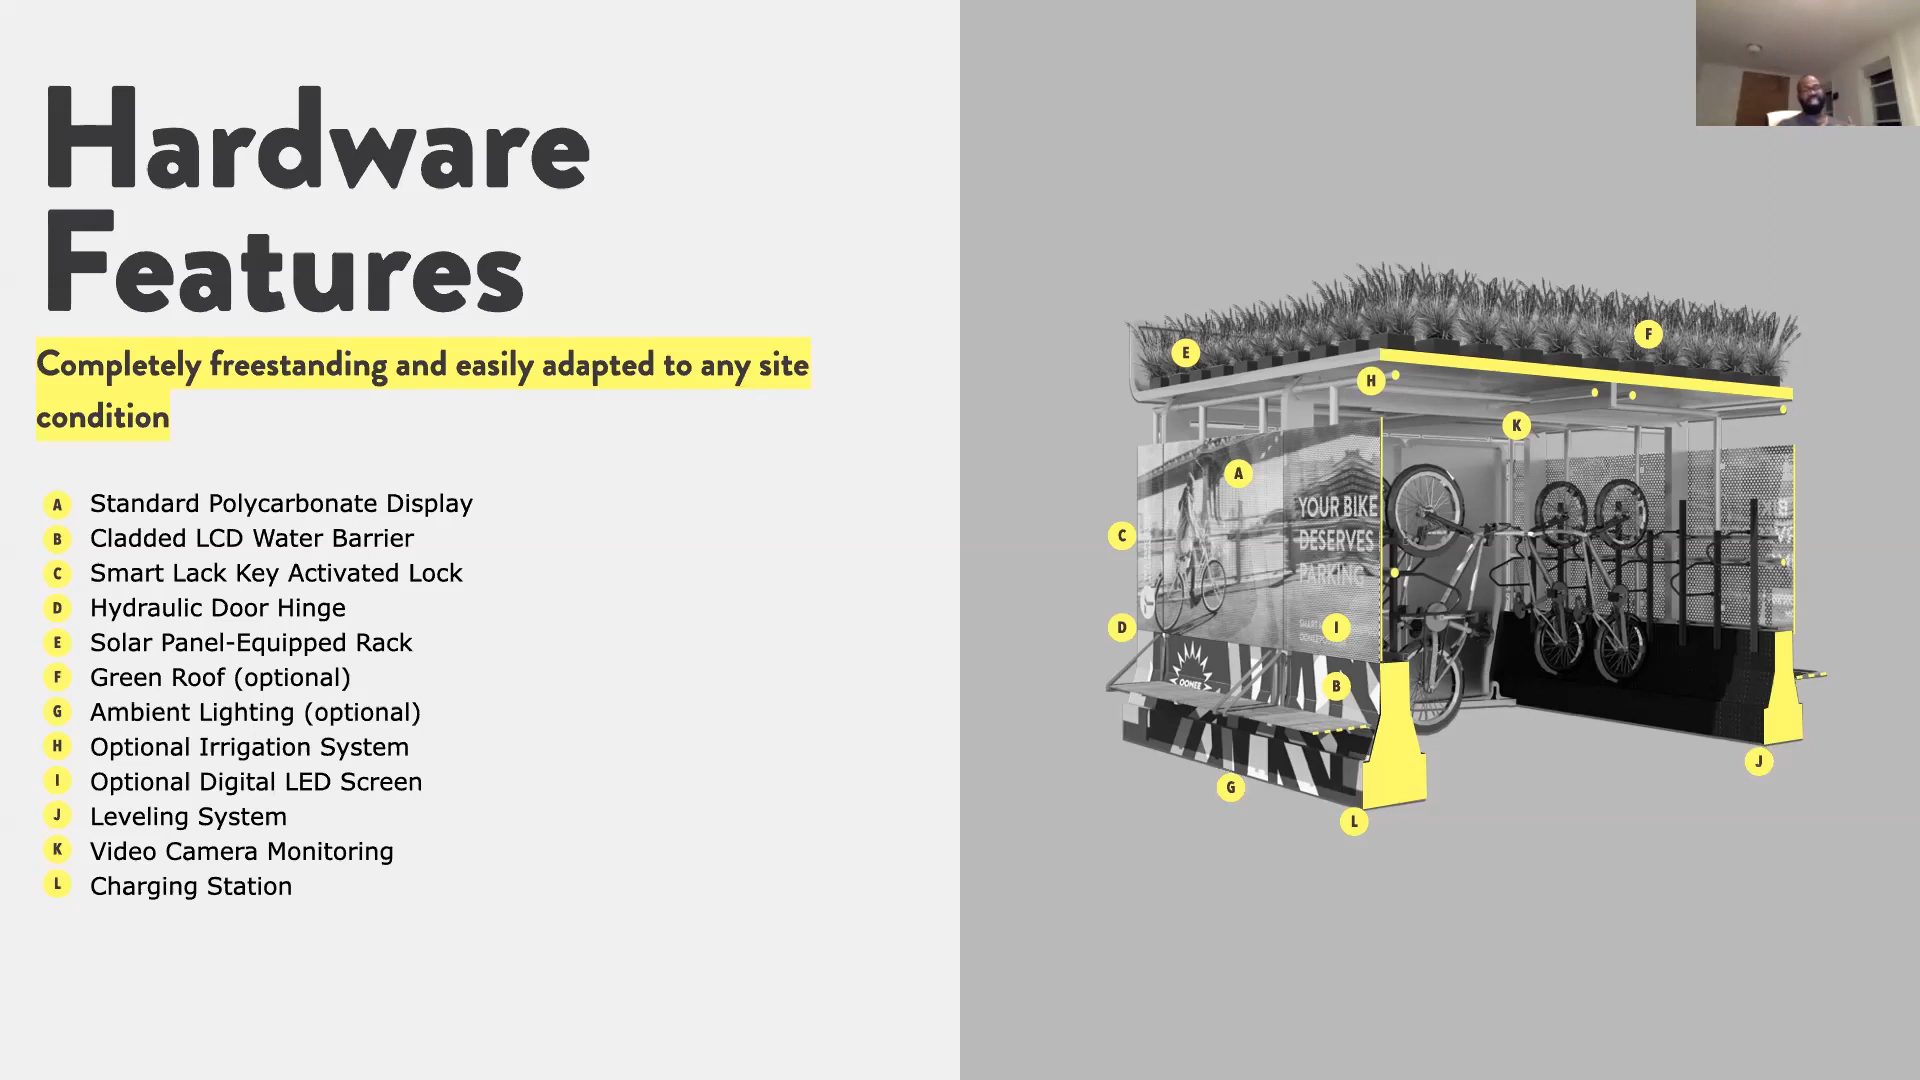 Hardware
Features
Completely freestanding and easily adapted to any site
condition
A Standard Polycarbonate Display
B Cladded LCD Water Barrier
C Smart Lack Key Activated Lock
D Hydraulic Door Hinge
E Solar Panel-Equipped Rack
F Green Roof (optional)
G Ambient Lighting (optional)
H Optional Irrigation System
I Optional Digital LED Screen
J Leveling System
K Video Camera Monitoring
L Charging Station
F
E
H
K
A
YOUR BIKE
DESERVES
PARKING
C
D
I
OONEE
B
J
G
L